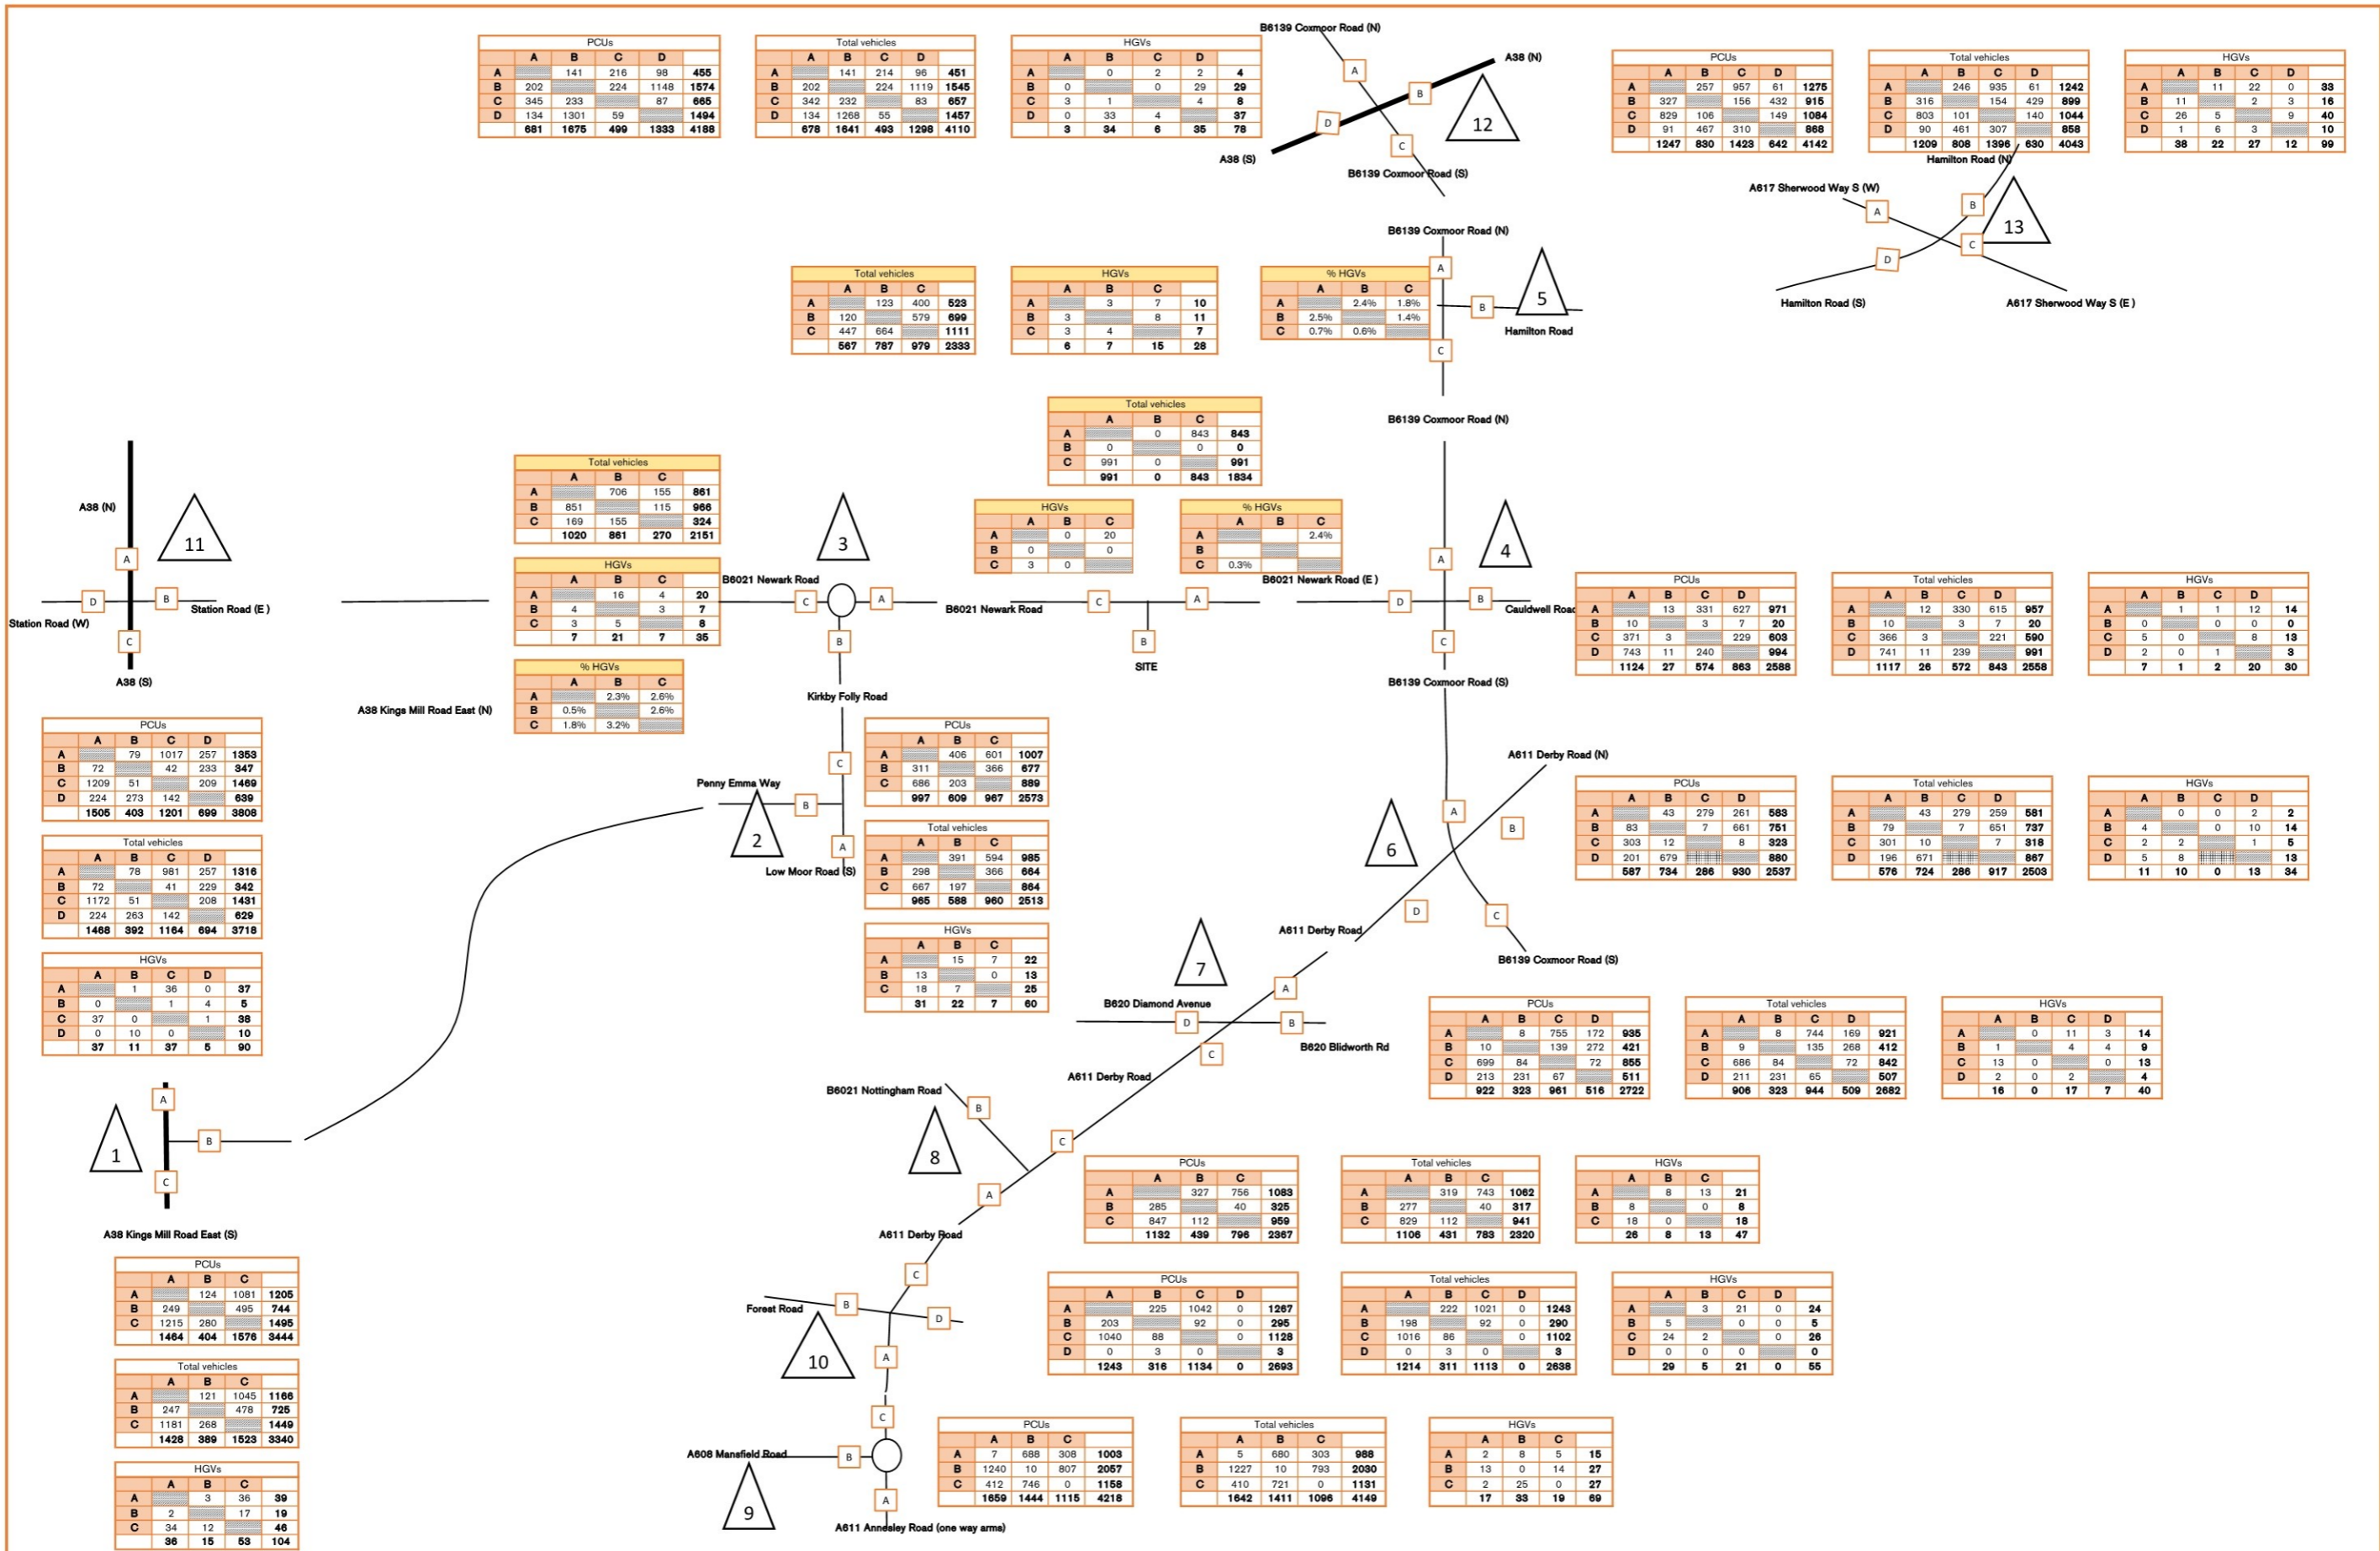 B6139 Coxmoor Road (N)
A
B
D
C
A38 (N)
A38 (S)
B6139 Coxmoor Road (S)
12
PCUs
A B C D
A 141 216 98 455
B 202 224 1148 1574
C 345 233 87 665
D 134 1301 59 1494
681 1675 499 1333 4188
Total vehicles
A B C D
A 141 214 96 451
B 202 224 1119 1545
C 342 232 83 657
D 134 1268 55 1457
678 1641 493 1298 4110
HGVs
A B C D
A 0 2 2 4
B 0 0 29 29
C 3 1 4 8
D 0 33 4 37
3 34 6 35 78
PCUs
A B C D
A 257 957 61 1275
B 327 156 432 915
C 829 106 149 1084
D 91 467 310 868
1247 830 1423 642 4142
Total vehicles
A B C D
A 246 935 61 1242
B 316 154 429 899
C 803 101 140 1044
D 90 461 307 858
1209 808 1396 630 4043
HGVs
A B C D
A 11 22 0 33
B 11 2 3 16
C 26 5 9 40
D 1 6 3 10
38 22 27 12 99
Hamilton Road (N)
A617 Sherwood Way S (W)
A
B
C
D
13
Hamilton Road (S)
A617 Sherwood Way S (E )
B6139 Coxmoor Road (N)
A
B
C
5
Hamilton Road
Total vehicles
A B C
A 123 400 523
B 120 579 699
C 447 664 1111
567 787 979 2333
HGVs
A B C
A 3 7 10
B 3 8 11
C 3 4 7
6 7 15 28
% HGVs
A B C
A 2.4% 1.8%
B 2.5% 1.4%
C 0.7% 0.6%
Total vehicles
A B C
A 0 843 843
B 0 0 0
C 991 0 991
991 0 843 1834
HGVs
A B C
A 0 20
B 0 0
C 3 0
% HGVs
A B C
A 2.4%
B
C 0.3%
B6139 Coxmoor Road (N)
A
4
B6021 Newark Road (E )
D
B
Cauldwell Road
C
B6139 Coxmoor Road (S)
PCUs
A B C D
A 13 331 627 971
B 10 3 7 20
C 371 3 229 603
D 743 11 240 994
1124 27 574 863 2588
Total vehicles
A B C D
A 12 330 615 957
B 10 3 7 20
C 366 3 221 590
D 741 11 239 991
1117 26 572 843 2558
HGVs
A B C D
A 1 1 12 14
B 0 0 0 0
C 5 0 8 13
D 2 0 1 3
7 1 2 20 30
B6021 Newark Road
C
A
B
SITE
3
B6021 Newark Road
C
A
B
Kirkby Folly Road
Total vehicles
A B C
A 706 155 861
B 851 115 966
C 169 155 324
1020 861 270 2151
HGVs
A B C
A 16 4 20
B 4 3 7
C 3 5 8
7 21 7 35
% HGVs
A B C
A 2.3% 2.6%
B 0.5% 2.6%
C 1.8% 3.2%
A38 (N)
11
A
D
B
Station Road (E )
Station Road (W)
C
A38 (S)
PCUs
A B C D
A 79 1017 257 1353
B 72 42 233 347
C 1209 51 209 1469
D 224 273 142 639
1505 403 1201 699 3808
Total vehicles
A B C D
A 78 981 257 1316
B 72 41 229 342
C 1172 51 208 1431
D 224 263 142 629
1468 392 1164 694 3718
HGVs
A B C D
A 1 36 0 37
B 0 1 4 5
C 37 0 1 38
D 0 10 0 10
37 11 37 5 90
A38 Kings Mill Road East (N)
Penny Emma Way
C
B
A
2
Low Moor Road (S)
PCUs
A B C
A 406 601 1007
B 311 366 677
C 686 203 889
997 609 967 2573
Total vehicles
A B C
A 391 594 985
B 298 366 664
C 667 197 864
965 588 960 2513
HGVs
A B C
A 15 7 22
B 13 0 13
C 18 7 25
31 22 7 60
A611 Derby Road (N)
6
A
B
D
C
A611 Derby Road
B6139 Coxmoor Road (S)
PCUs
A B C D
A 43 279 261 583
B 83 7 661 751
C 303 12 8 323
D 201 679 880
587 734 286 930 2537
Total vehicles
A B C D
A 43 279 259 581
B 79 7 651 737
C 301 10 7 318
D 196 671 867
576 724 286 917 2503
HGVs
A B C D
A 0 0 2 2
B 4 0 10 14
C 2 2 1 5
D 5 8 13
11 10 0 13 34
7
A
B620 Diamond Avenue
D
B
C
B620 Blidworth Rd
A611 Derby Road
PCUs
A B C D
A 8 755 172 935
B 10 139 272 421
C 699 84 72 855
D 213 231 67 511
922 323 961 516 2722
Total vehicles
A B C D
A 8 744 169 921
B 9 135 268 412
C 686 84 72 842
D 211 231 65 507
906 323 944 509 2682
HGVs
A B C D
A 0 11 3 14
B 1 4 4 9
C 13 0 0 13
D 2 0 2 4
16 0 17 7 40
B6021 Nottingham Road
B
8
C
A
A611 Derby Road
PCUs
A B C
A 327 756 1083
B 285 40 325
C 847 112 959
1132 439 796 2367
Total vehicles
A B C
A 319 743 1062
B 277 40 317
C 829 112 941
1106 431 783 2320
HGVs
A B C
A 8 13 21
B 8 0 8
C 18 0 18
26 8 13 47
C
Forest Road
B
D
10
A
PCUs
A B C D
A 225 1042 0 1267
B 203 92 0 295
C 1040 88 0 1128
D 0 3 0 3
1243 316 1134 0 2693
Total vehicles
A B C D
A 222 1021 0 1243
B 198 92 0 290
C 1016 86 0 1102
D 0 3 0 3
1214 311 1113 0 2638
HGVs
A B C D
A 3 21 0 24
B 5 0 0 5
C 24 2 0 26
D 0 0 0 0
29 5 21 0 55
C
A608 Mansfield Road
B
9
A
A611 Annesley Road (one way arms)
PCUs
A B C
A 7 688 308 1003
B 1240 10 807 2057
C 412 746 0 1158
1659 1444 1115 4218
Total vehicles
A B C
A 5 680 303 988
B 1227 10 793 2030
C 410 721 0 1131
1642 1411 1096 4149
HGVs
A B C
A 2 8 5 15
B 13 0 14 27
C 2 25 0 27
17 33 19 69
A
1
B
C
A38 Kings Mill Road East (S)
PCUs
A B C
A 124 1081 1205
B 249 495 744
C 1215 280 1495
1464 404 1576 3444
Total vehicles
A B C
A 121 1045 1166
B 247 478 725
C 1181 268 1449
1428 389 1523 3340
HGVs
A B C
A 3 36 39
B 2 17 19
C 34 12 46
36 15 53 104